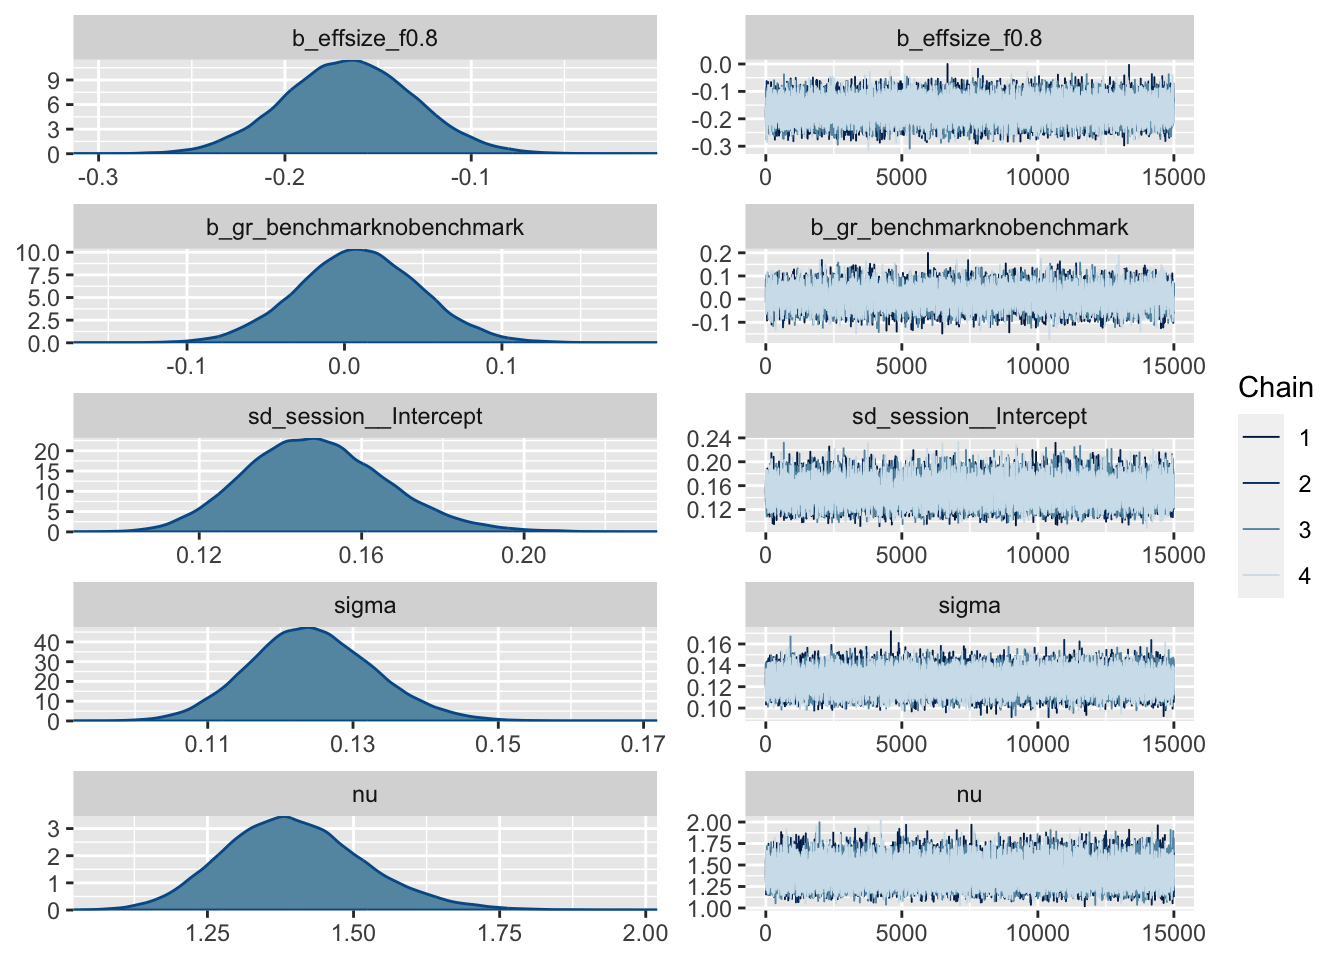 b_effsize_f0.8
9
6
3
0
-0.3 -0.2 -0.1
b_effsize_f0.8
0.0
-0.1
-0.2
-0.3
0 5000 10000 15000
b_gr_benchmarknobenchmark
10.0
7.5
5.0
2.5
0.0
-0.1 0.0 0.1
b_gr_benchmarknobenchmark
0.2
0.1
0.0
-0.1
0 5000 10000 15000
sd_session__Intercept
20
15
10
5
0
0.12 0.16 0.20
sd_session__Intercept
0.24
0.20
0.16
0.12
0 5000 10000 15000
sigma
40
30
20
10
0
0.11 0.13 0.15 0.17
sigma
0.16
0.14
0.12
0.10
0 5000 10000 15000
nu
3
2
1
0
1.25 1.50 1.75 2.00
nu
2.00
1.75
1.50
1.25
1.00
0 5000 10000 15000
Chain
1
2
3
4